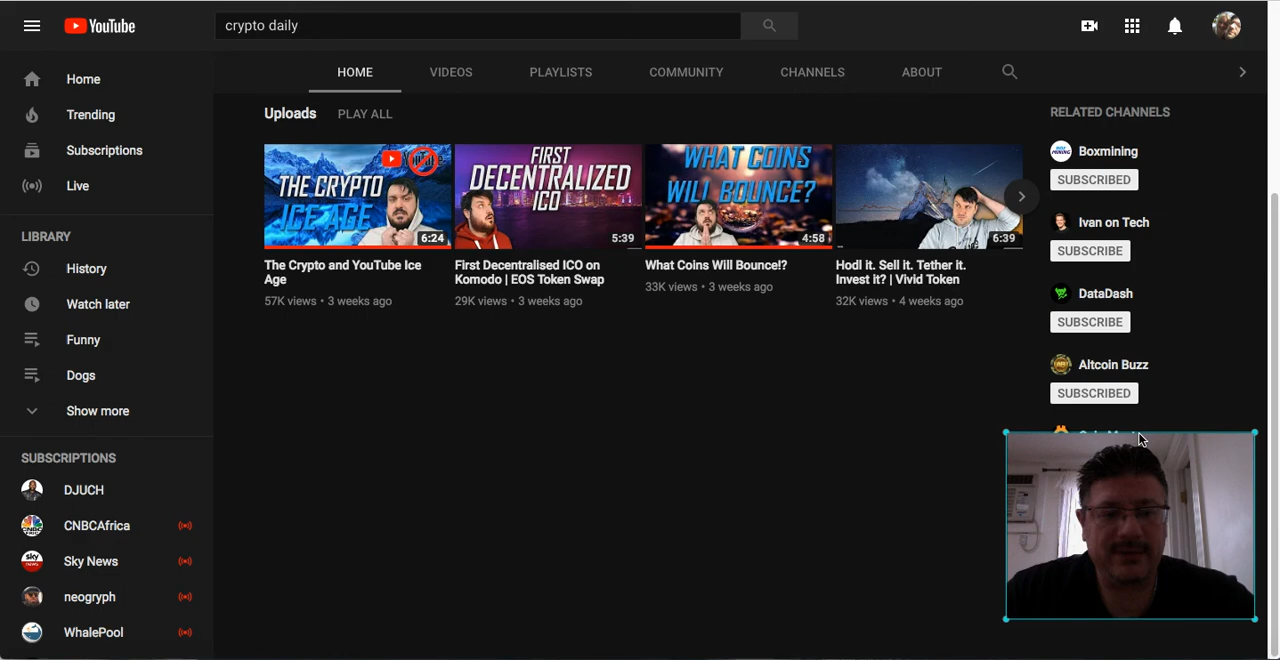 YouTube
crypto daily
Home
Trending
Subscriptions
Live
LIBRARY
History
Watch later
Funny
Dogs
Show more
SUBSCRIPTIONS
DJUCH
CNBCAfrica
Sky News
neogryph
WhalePool
HOME VIDEOS PLAYLISTS COMMUNITY CHANNELS ABOUT
Uploads PLAY ALL
THE CRYPTO
ICE AGE
6:24
The Crypto and YouTube Ice
Age
57K views • 3 weeks ago
FIRST
DECENTRALIZED
ICO
5:39
First Decentralised ICO on
Komodo | EOS Token Swap
29K views • 3 weeks ago
WHAT COINS
WILL BOUNCE?
4:58
What Coins Will Bounce!?
33K views • 3 weeks ago
6:39
Hodl it. Sell it. Tether it.
Invest it? | Vivid Token
32K views • 4 weeks ago
RELATED CHANNELS
Boxmining
SUBSCRIBED
Ivan on Tech
SUBSCRIBE
DataDash
SUBSCRIBE
Altcoin Buzz
SUBSCRIBED